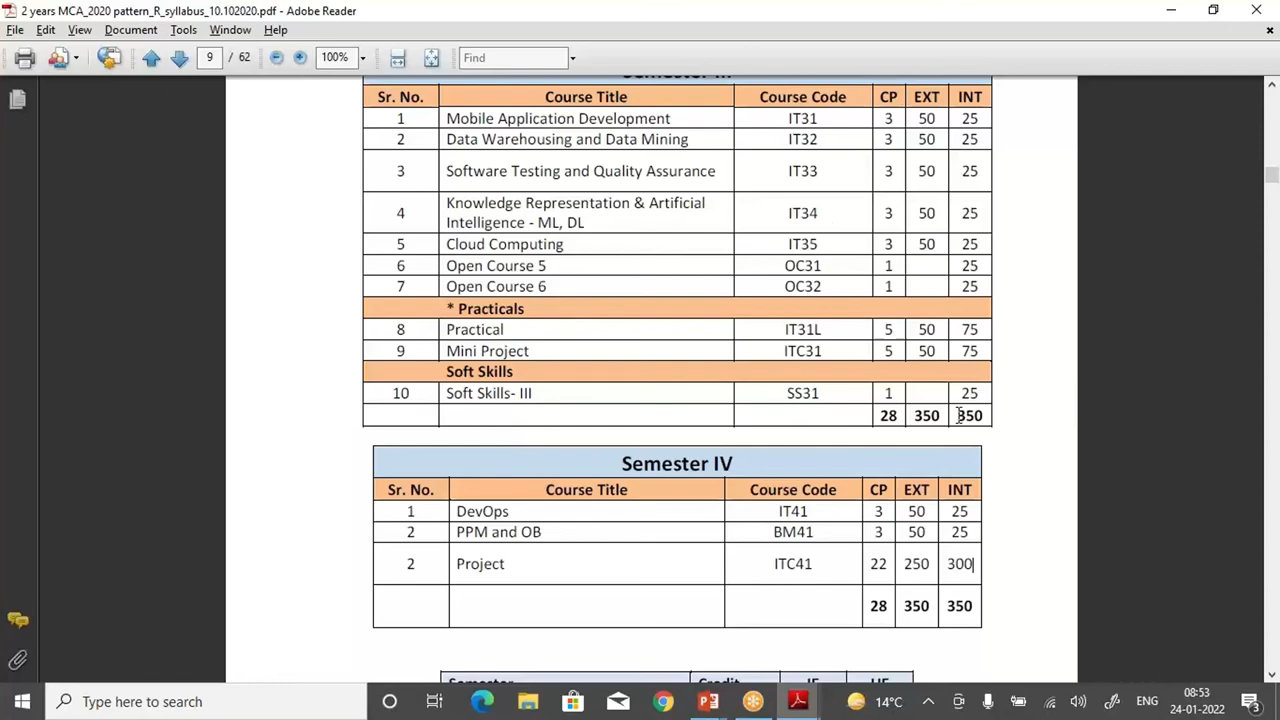 2 years MCA_2020 pattern_R_syllabus_10.102020.pdf - Adobe Reader
File Edit View Document Tools Window Help
9 / 62 100% Find
Semester III
Sr. No. Course Title Course Code CP EXT INT
1 Mobile Application Development IT31 3 50 25
2 Data Warehousing and Data Mining IT32 3 50 25
3 Software Testing and Quality Assurance IT33 3 50 25
4 Knowledge Representation & Artificial Intelligence - ML, DL IT34 3 50 25
5 Cloud Computing IT35 3 50 25
6 Open Course 5 OC31 1 25
7 Open Course 6 OC32 1 25
* Practicals
8 Practical IT31L 5 50 75
9 Mini Project ITC31 5 50 75
Soft Skills
10 Soft Skills- III SS31 1 25
28 350 350
Semester IV
Sr. No. Course Title Course Code CP EXT INT
1 DevOps IT41 3 50 25
2 PPM and OB BM41 3 50 25
2 Project ITC41 22 250 300
28 350 350
Semester Credit IE UE
Type here to search 14°C ENG 08:53
24-01-2022